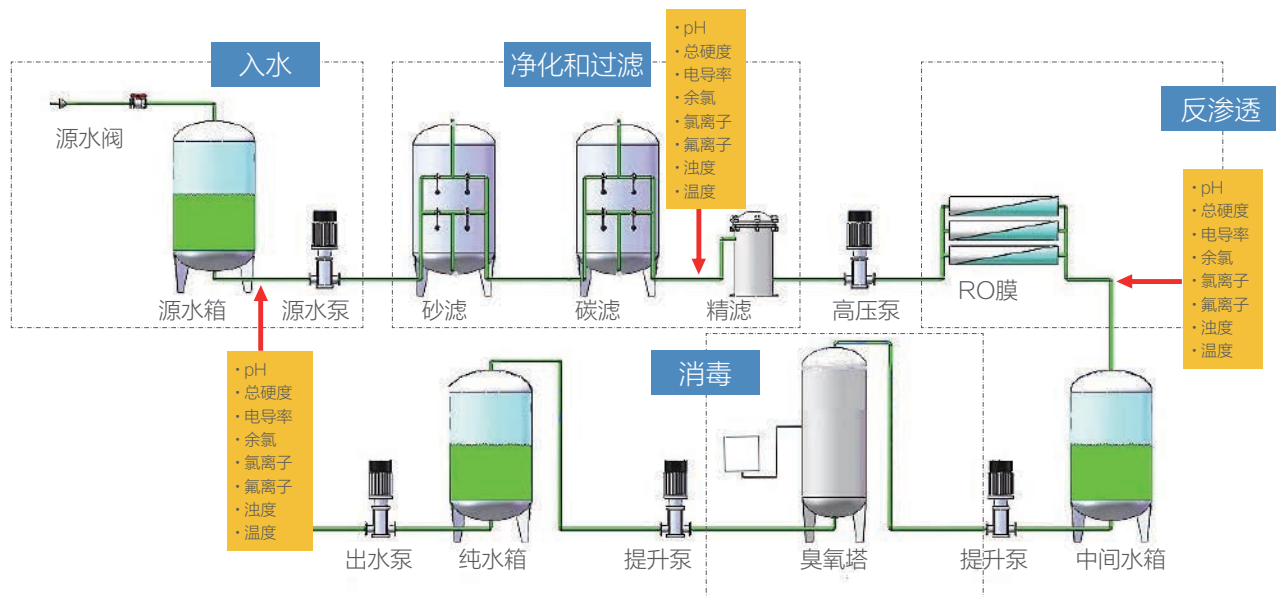 入水
净化和过滤
· pH
· 总硬度
· 电导率
· 余氯
· 氯离子
· 氟离子
· 浊度
· 温度
反渗透
源水阀
源水箱
源水泵
砂滤
碳滤
精滤
高压泵
RO膜
· pH
· 总硬度
· 电导率
· 余氯
· 氯离子
· 氟离子
· 浊度
· 温度
· pH
· 总硬度
· 电导率
· 余氯
· 氯离子
· 氟离子
· 浊度
· 温度
消毒
出水泵
纯水箱
提升泵
臭氧塔
提升泵
中间水箱